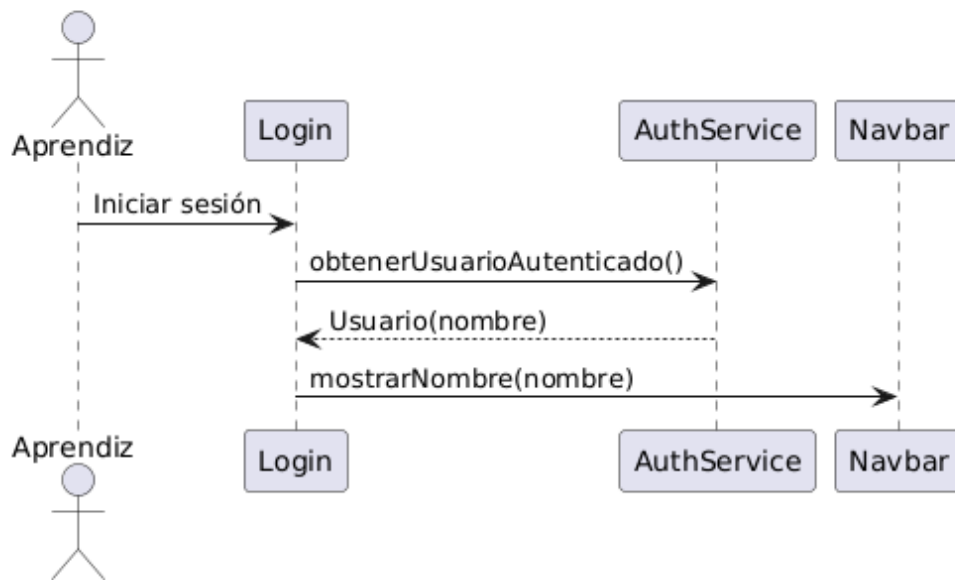 Aprendiz
Login
AuthService
Navbar
Iniciar sesión
obtenerUsuarioAutenticado()
Usuario(nombre)
mostrarNombre(nombre)
Aprendiz
Login
AuthService
Navbar